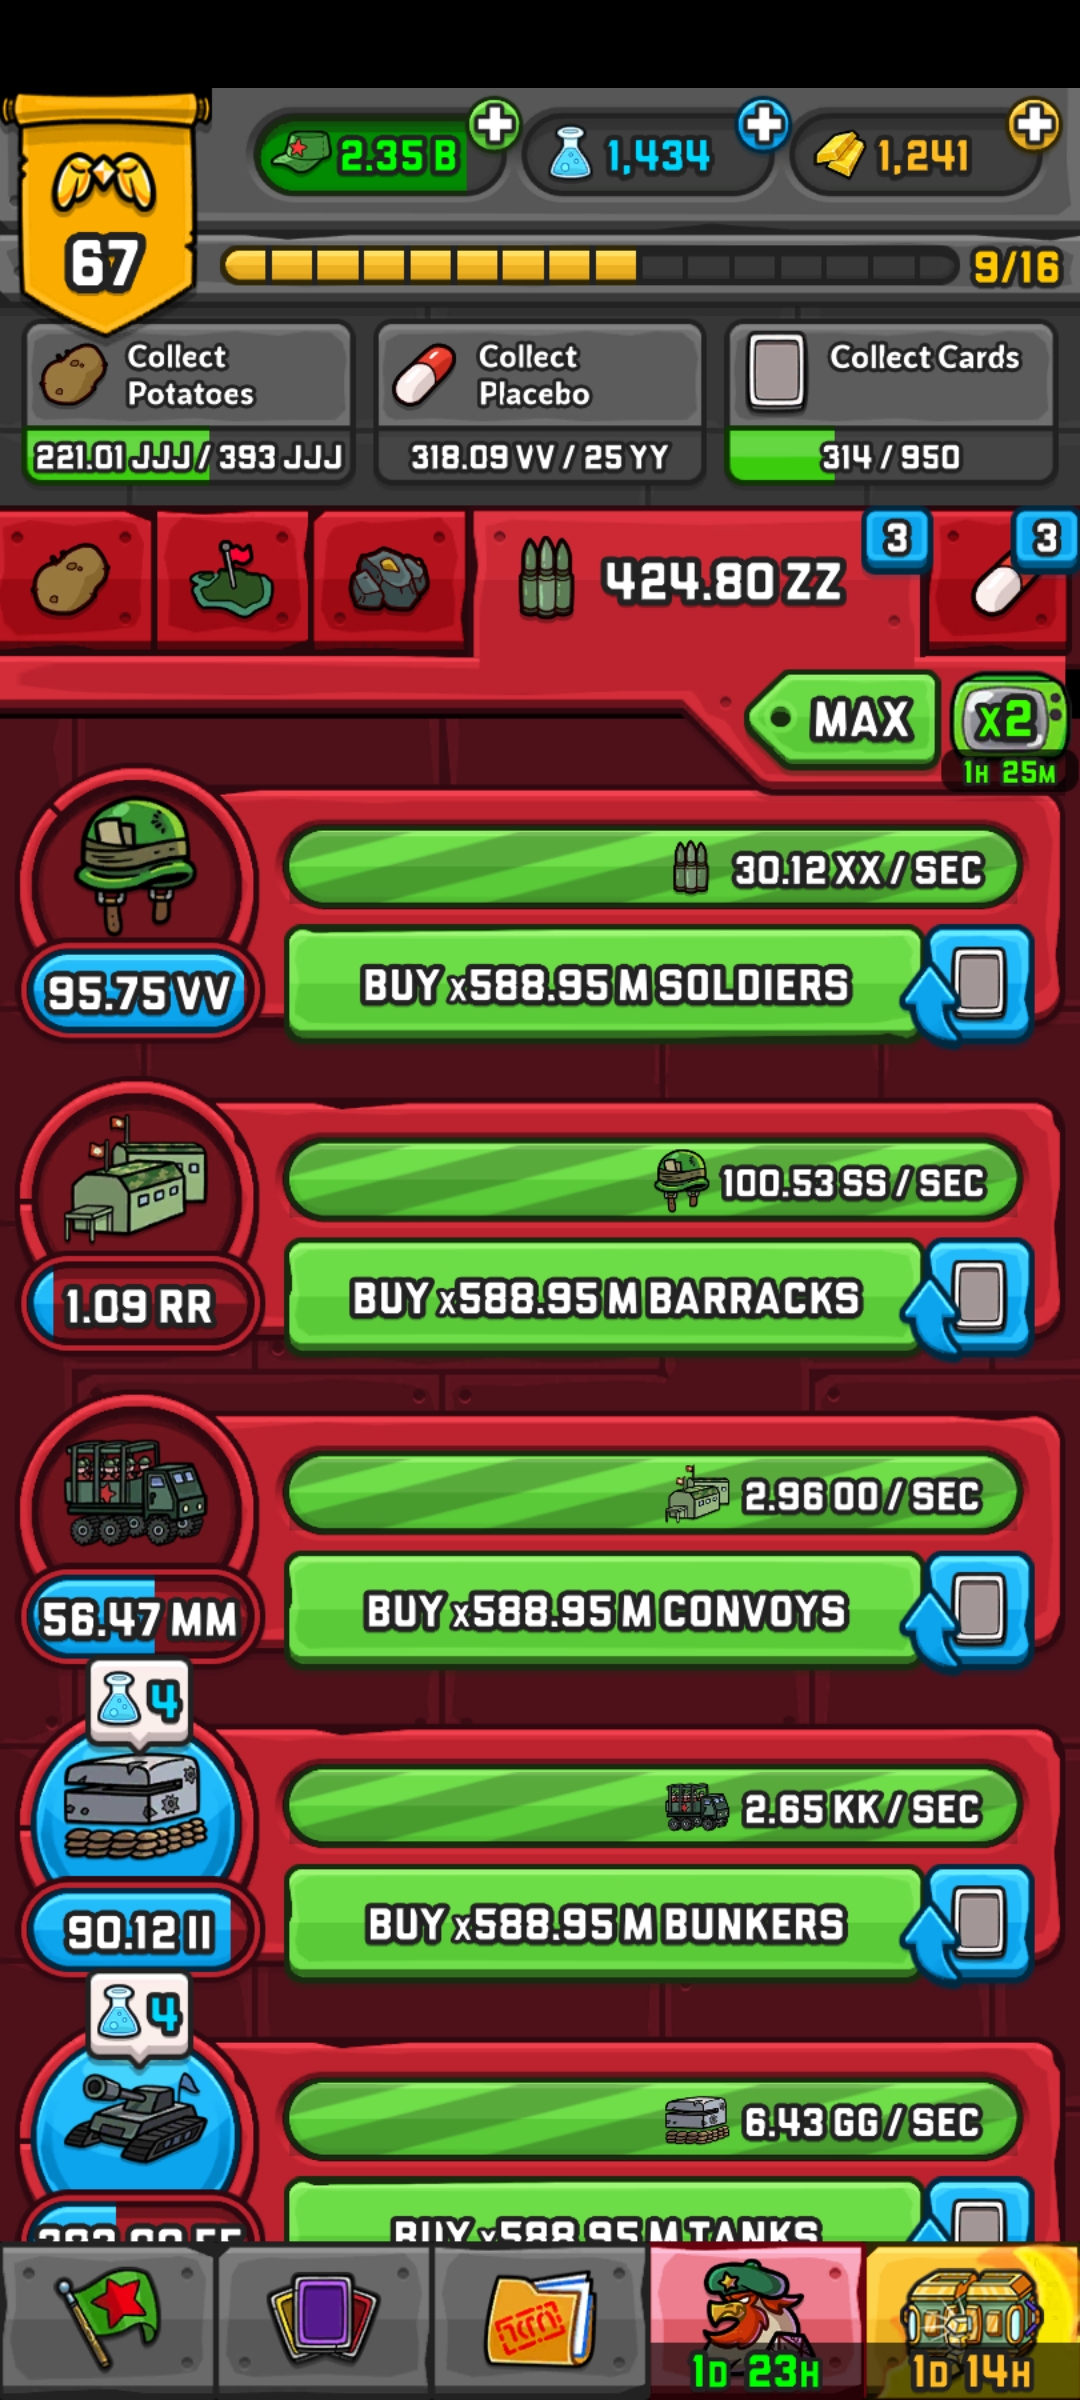 2.35 B
1,434
1,241
67
9/16
Collect Potatoes
221.01 JJJ / 393 JJJ
Collect Placebo
318.09 VV / 25 YY
Collect Cards
314 / 950
424.80 ZZ
3
3
MAX
x2
1H 25M
30.12 XX / SEC
95.75 VV
BUY x588.95 M SOLDIERS
100.53 SS / SEC
1.09 RR
BUY x588.95 M BARRACKS
2.96 OO / SEC
56.47 MM
BUY x588.95 M CONVOYS
4
2.65 KK / SEC
90.12 II
BUY x588.95 M BUNKERS
4
6.43 GG / SEC
BUY x588.95 M TANKS
1D 23H
1D 14H